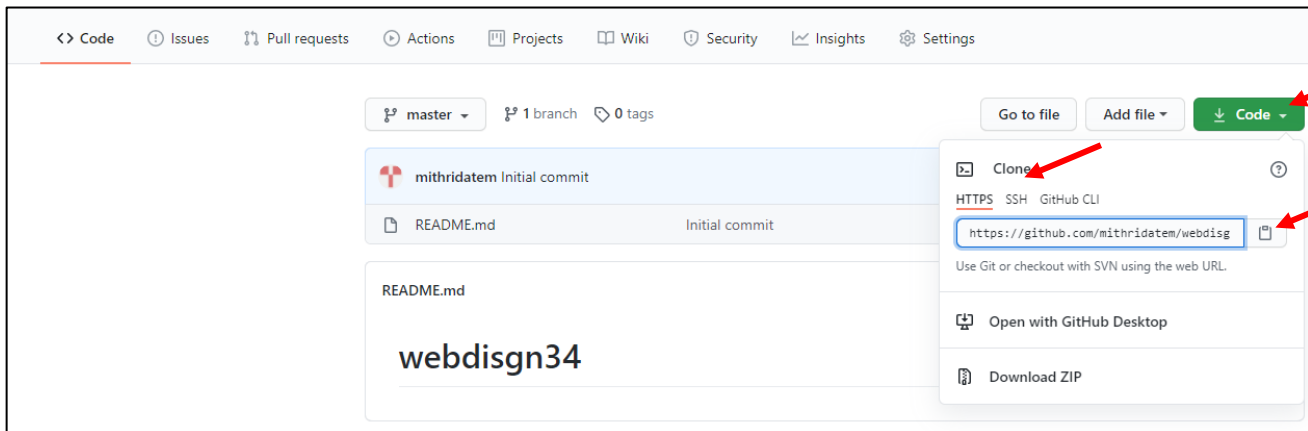 <> Code Issues Pull requests Actions Projects Wiki Security Insights Settings
master 1 branch 0 tags Go to file Add file Code
mithridatem Initial commit
README.md Initial commit
Clone
HTTPS SSH GitHub CLI
https://github.com/mithridatem/webdisg
Use Git or checkout with SVN using the web URL.
Open with GitHub Desktop
Download ZIP
README.md
webdisgn34